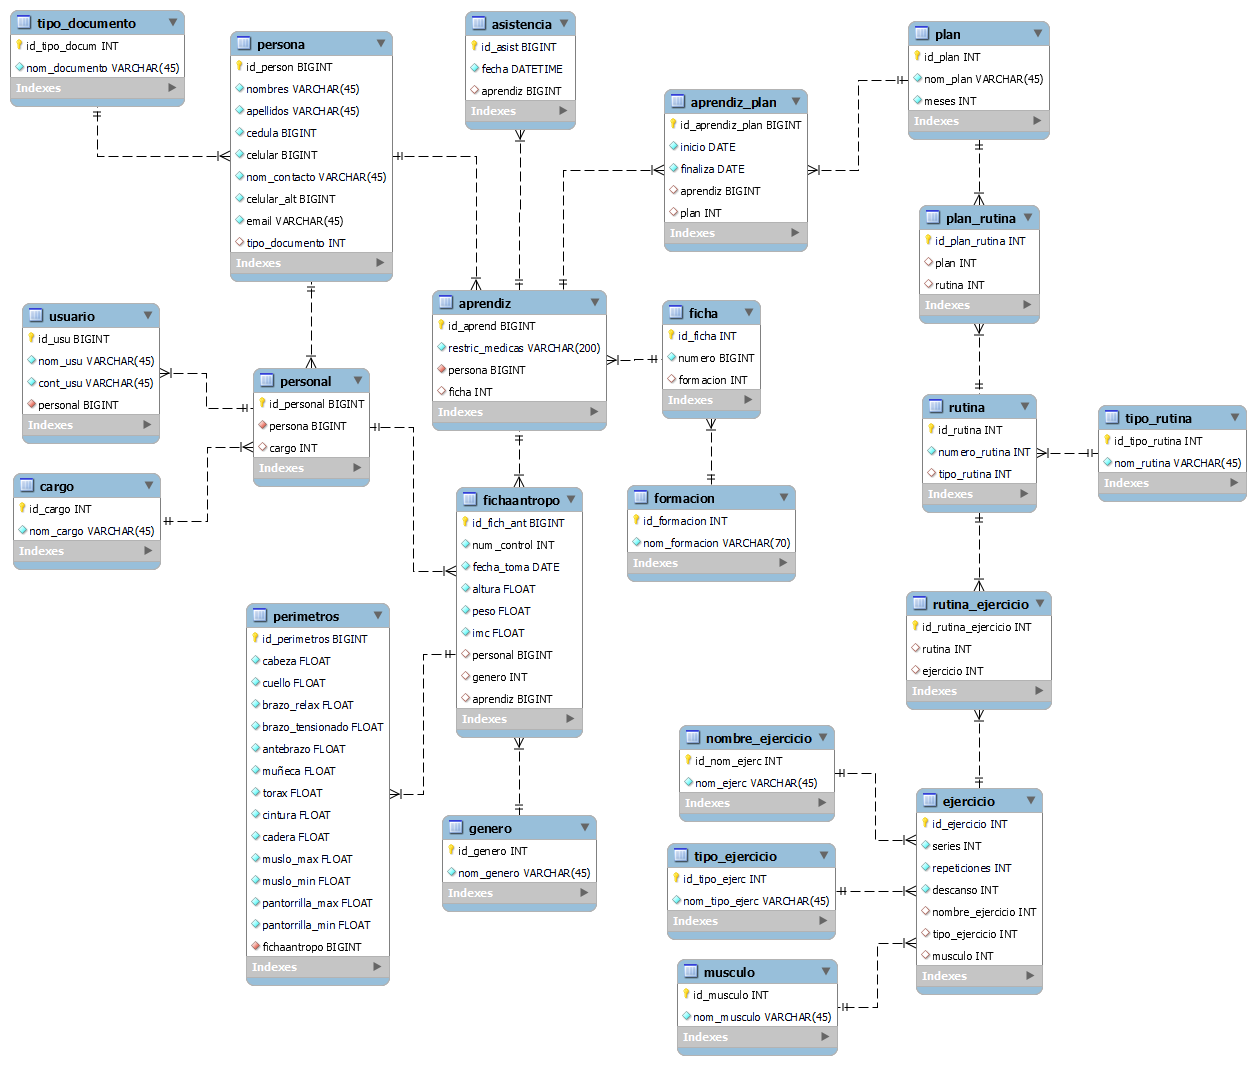 tipo_documento
id_tipo_docum INT
nom_documento VARCHAR(45)
Indexes
persona
id_person BIGINT
nombres VARCHAR(45)
apellidos VARCHAR(45)
cedula BIGINT
celular BIGINT
nom_contacto VARCHAR(45)
celular_alt BIGINT
email VARCHAR(45)
tipo_documento INT
Indexes
asistencia
id_asist BIGINT
fecha DATETIME
aprendiz BIGINT
Indexes
aprendiz_plan
id_aprendiz_plan BIGINT
inicio DATE
finaliza DATE
aprendiz BIGINT
plan INT
Indexes
plan
id_plan INT
nom_plan VARCHAR(45)
meses INT
Indexes
plan_rutina
id_plan_rutina INT
plan INT
rutina INT
Indexes
usuario
id_usu BIGINT
nom_usu VARCHAR(45)
cont_usu VARCHAR(45)
personal BIGINT
Indexes
personal
id_personal BIGINT
persona BIGINT
cargo INT
Indexes
aprendiz
id_aprend BIGINT
restric_medicas VARCHAR(200)
persona BIGINT
ficha INT
Indexes
ficha
id_ficha INT
numero BIGINT
formacion INT
Indexes
rutina
id_rutina INT
numero_rutina INT
tipo_rutina INT
Indexes
tipo_rutina
id_tipo_rutina INT
nom_rutina VARCHAR(45)
Indexes
cargo
id_cargo INT
nom_cargo VARCHAR(45)
Indexes
fichaantropo
id_fich_ant BIGINT
num_control INT
fecha_toma DATE
altura FLOAT
peso FLOAT
imc FLOAT
personal BIGINT
genero INT
aprendiz BIGINT
Indexes
formacion
id_formacion INT
nom_formacion VARCHAR(70)
Indexes
perimetros
id_perimetros BIGINT
cabeza FLOAT
cuello FLOAT
brazo_relax FLOAT
brazo_tensionado FLOAT
antebrazo FLOAT
muñeca FLOAT
torax FLOAT
cintura FLOAT
cadera FLOAT
muslo_max FLOAT
muslo_min FLOAT
pantorrilla_max FLOAT
pantorrilla_min FLOAT
fichaantropo BIGINT
Indexes
rutina_ejercicio
id_rutina_ejercicio INT
rutina INT
ejercicio INT
Indexes
nombre_ejercicio
id_nom_ejerc INT
nom_ejerc VARCHAR(45)
Indexes
genero
id_genero INT
nom_genero VARCHAR(45)
Indexes
tipo_ejercicio
id_tipo_ejerc INT
nom_tipo_ejerc VARCHAR(45)
Indexes
ejercicio
id_ejercicio INT
series INT
repeticiones INT
descanso INT
nombre_ejercicio INT
tipo_ejercicio INT
musculo INT
Indexes
musculo
id_musculo INT
nom_musculo VARCHAR(45)
Indexes